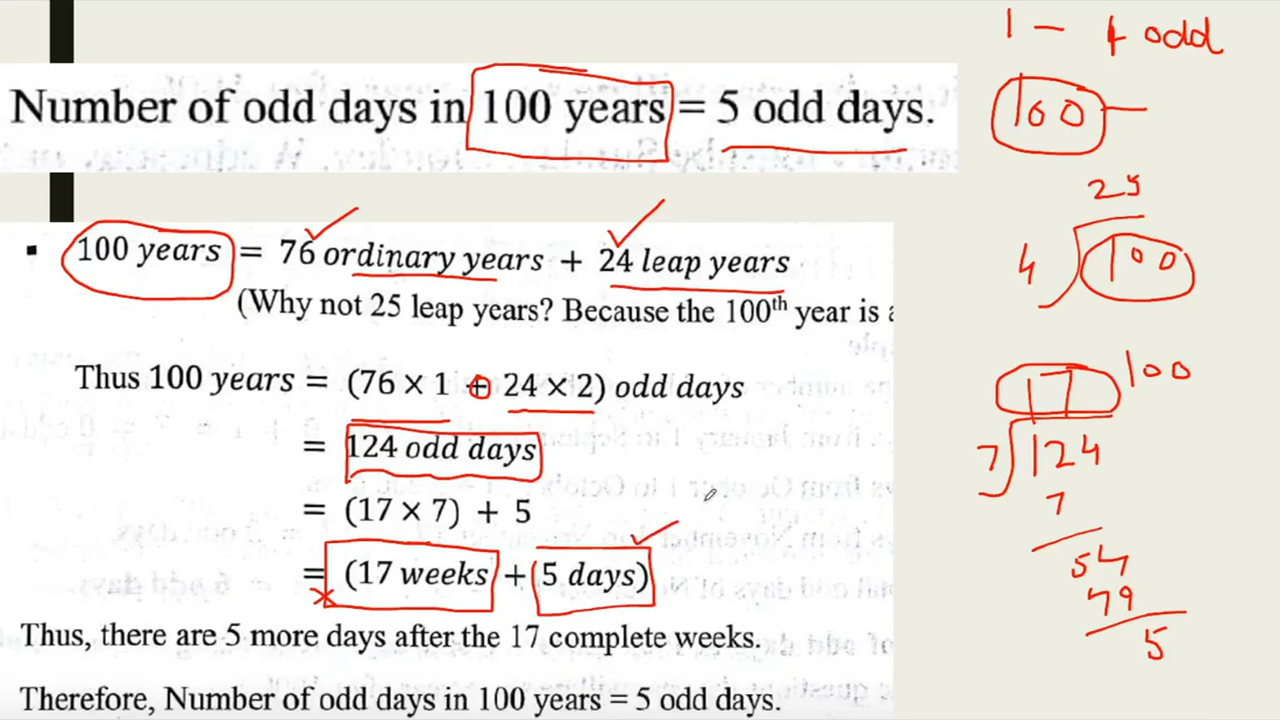 Number of odd days in 100 years = 5 odd days.
▪ 100 years = 76 ordinary years + 24 leap years
(Why not 25 leap years? Because the 100th year is a
Thus 100 years = (76 × 1 + 24 × 2) odd days
= 124 odd days
= (17 × 7) + 5
= (17 weeks + 5 days)
Thus, there are 5 more days after the 17 complete weeks.
Therefore, Number of odd days in 100 years = 5 odd days.
1 – 1 odd
100 –
25
4 100
17 100
7 124
7
54
49
5